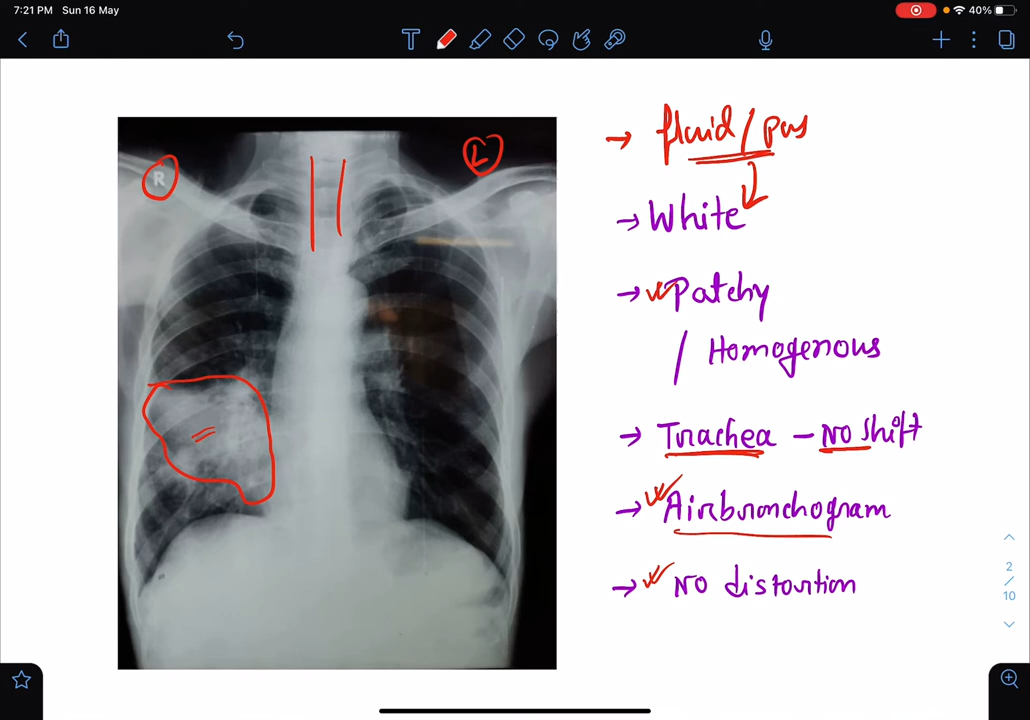 7:21 PM Sun 16 May
40%
T
R
L
→ fluid/pus
→ White
→ Patchy
/ Homogenous
→ Trachea - NO shift
→ Airbronchogram
→ NO distortion
2
/
10